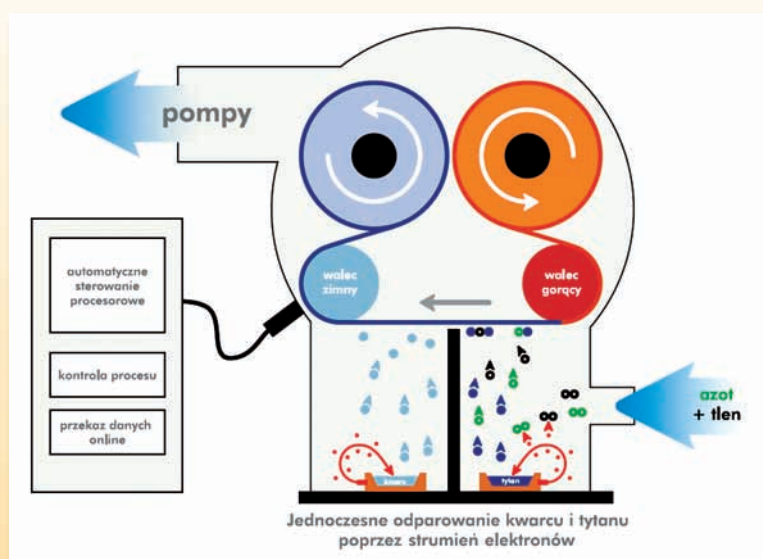 pompy
automatyczne
sterowanie
procesorowe
kontrola procesu
przekaz danych
online
walec
zimny
walec
gorący
azot
+ tlen
kwarc
tytan
Jednoczesne odparowanie kwarcu i tytanu
poprzez strumień elektronów